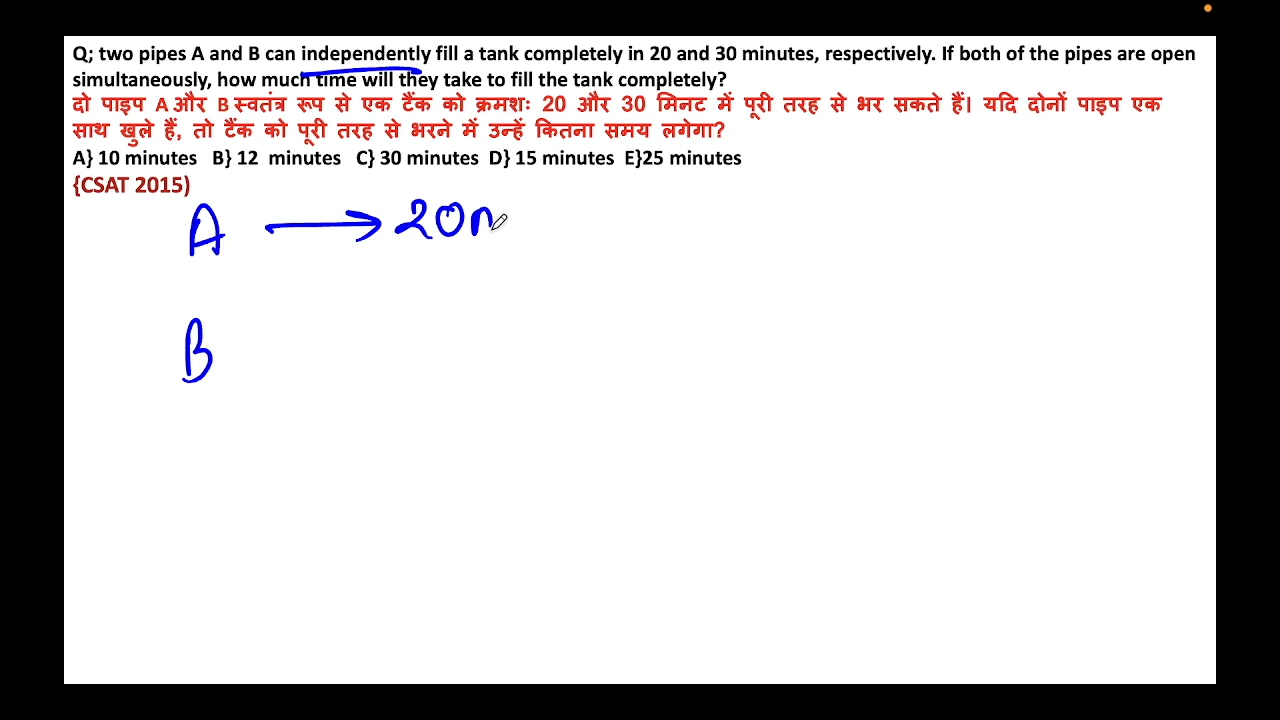 Q; two pipes A and B can independently fill a tank completely in 20 and 30 minutes, respectively. If both of the pipes are open
simultaneously, how much time will they take to fill the tank completely?
दो पाइप A और B स्वतंत्र रूप से एक टैंक को क्रमशः 20 और 30 मिनट में पूरी तरह से भर सकते हैं। यदि दोनों पाइप एक
साथ खुले हैं, तो टैंक को पूरी तरह से भरने में उन्हें कितना समय लगेगा?
A} 10 minutes B} 12 minutes C} 30 minutes D} 15 minutes E}25 minutes
{CSAT 2015)
A → 20m
B